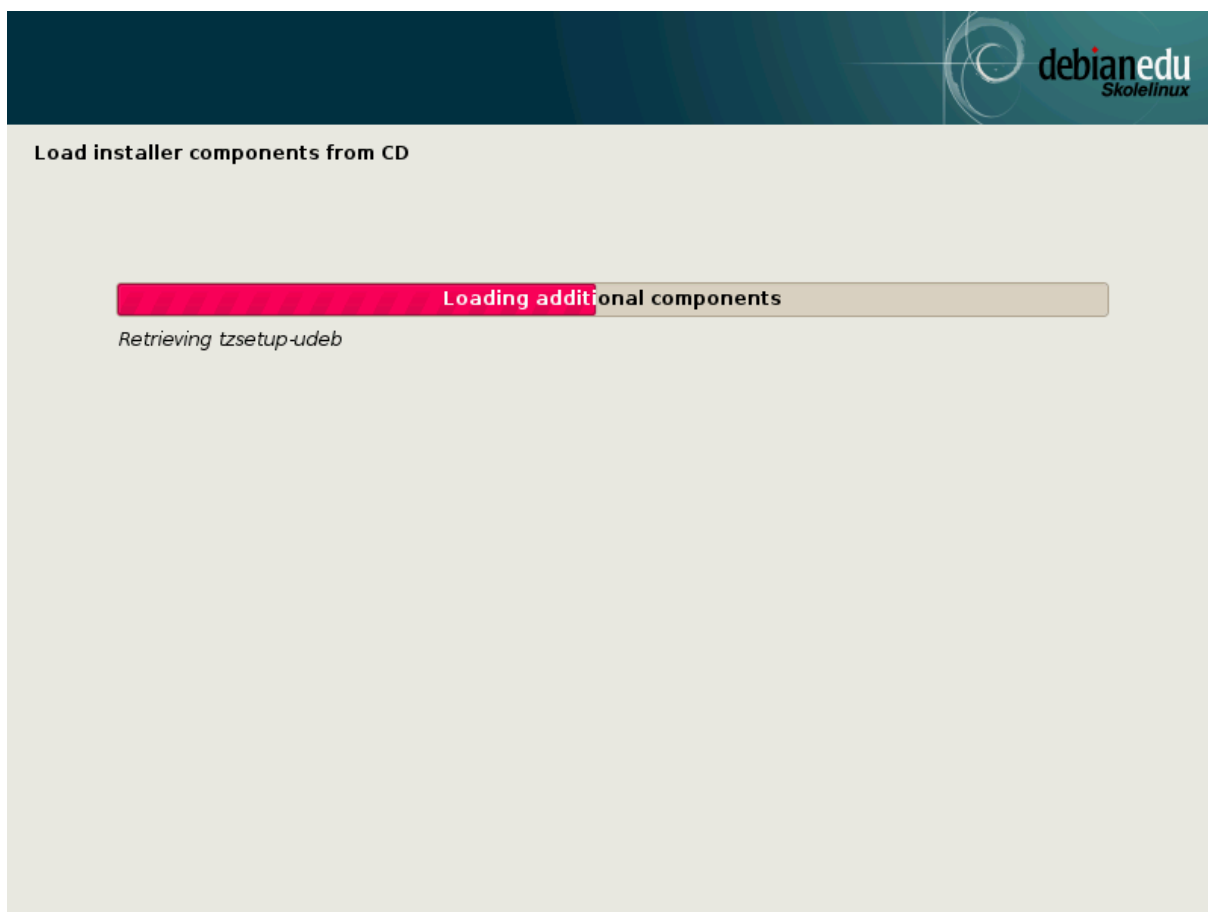 debianedu
Skolelinux
Load installer components from CD
Loading additional components
Retrieving tzsetup-udeb